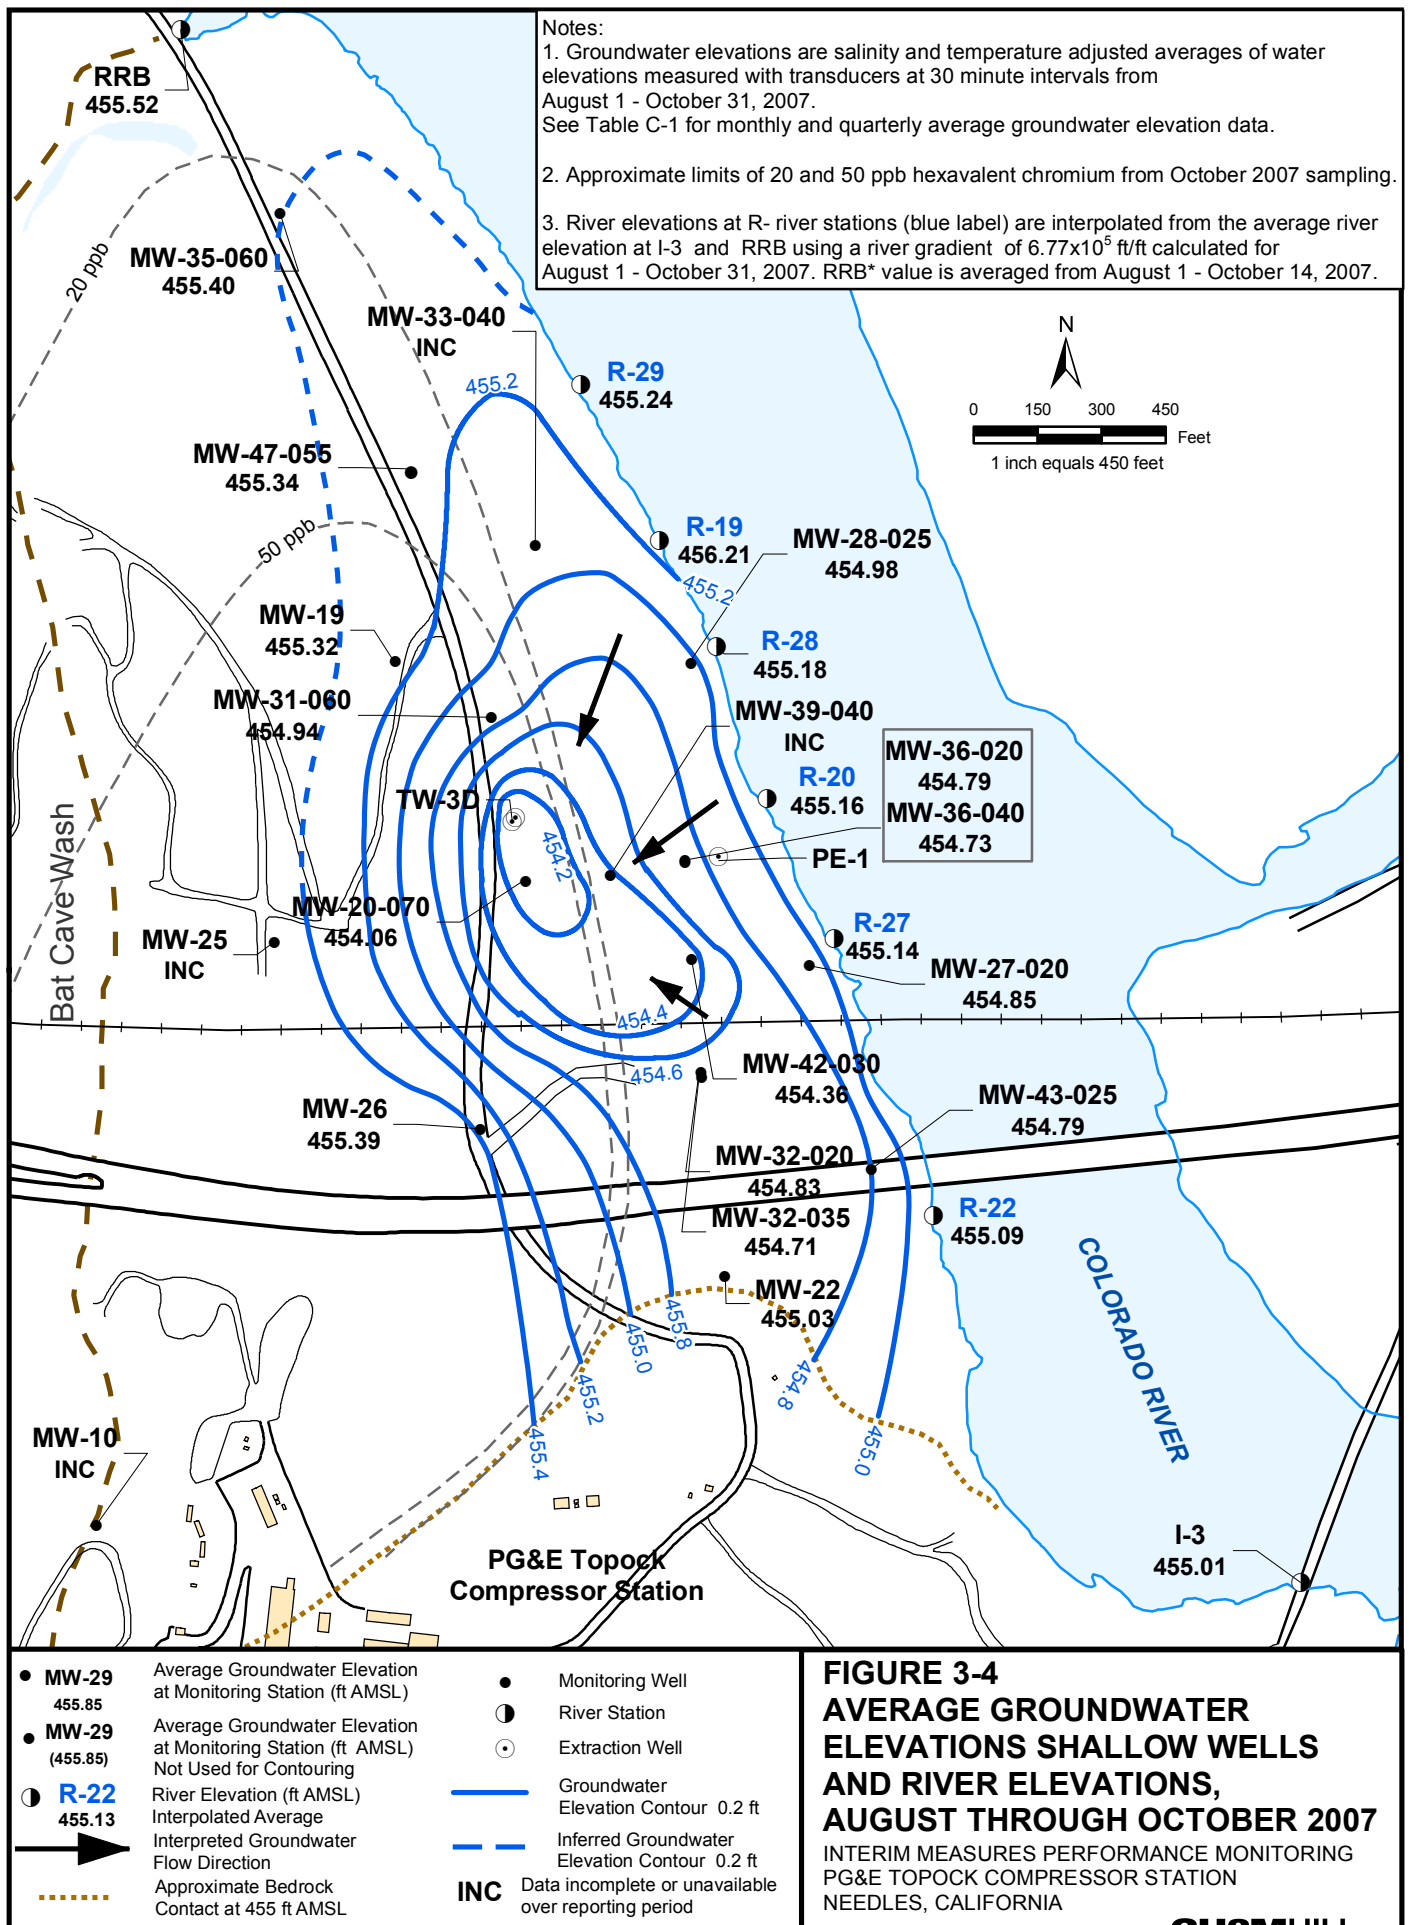 Notes:
1. Groundwater elevations are salinity and temperature adjusted averages of water
elevations measured with transducers at 30 minute intervals from
August 1 - October 31, 2007.
See Table C-1 for monthly and quarterly average groundwater elevation data.
2. Approximate limits of 20 and 50 ppb hexavalent chromium from October 2007 sampling.
3. River elevations at R- river stations (blue label) are interpolated from the average river
elevation at I-3 and RRB using a river gradient of 6.77x10⁵ ft/ft calculated for
August 1 - October 31, 2007. RRB* value is averaged from August 1 - October 14, 2007.
RRB
455.52
20 ppb
MW-35-060
455.40
MW-33-040
INC
455.2
R-29
455.24
N
0 150 300 450
Feet
1 inch equals 450 feet
MW-47-055
455.34
50 ppb
R-19
456.21
MW-28-025
454.98
455.2
MW-19
455.32
R-28
455.18
MW-31-060
454.94
MW-39-040
INC
MW-36-020
454.79
MW-36-040
454.73
R-20
455.16
TW-3D
454.2
PE-1
Bat Cave Wash
MW-20-070
454.06
MW-25
INC
R-27
455.14
MW-27-020
454.85
454.4
454.6
MW-42-030
454.36
MW-43-025
454.79
MW-26
455.39
MW-32-020
454.83
MW-32-035
454.71
R-22
455.09
COLORADO RIVER
MW-22
455.03
455.8
455.0
455.2
455.4
454.8
455.0
MW-10
INC
I-3
455.01
PG&E Topock
Compressor Station
MW-29
455.85
Average Groundwater Elevation
at Monitoring Station (ft AMSL)
MW-29
(455.85)
Average Groundwater Elevation
at Monitoring Station (ft AMSL)
Not Used for Contouring
R-22
455.13
River Elevation (ft AMSL)
Interpolated Average
Interpreted Groundwater
Flow Direction
Approximate Bedrock
Contact at 455 ft AMSL
Monitoring Well
River Station
Extraction Well
Groundwater
Elevation Contour 0.2 ft
Inferred Groundwater
Elevation Contour 0.2 ft
INC
Data incomplete or unavailable
over reporting period
FIGURE 3-4
AVERAGE GROUNDWATER
ELEVATIONS SHALLOW WELLS
AND RIVER ELEVATIONS,
AUGUST THROUGH OCTOBER 2007
INTERIM MEASURES PERFORMANCE MONITORING
PG&E TOPOCK COMPRESSOR STATION
NEEDLES, CALIFORNIA